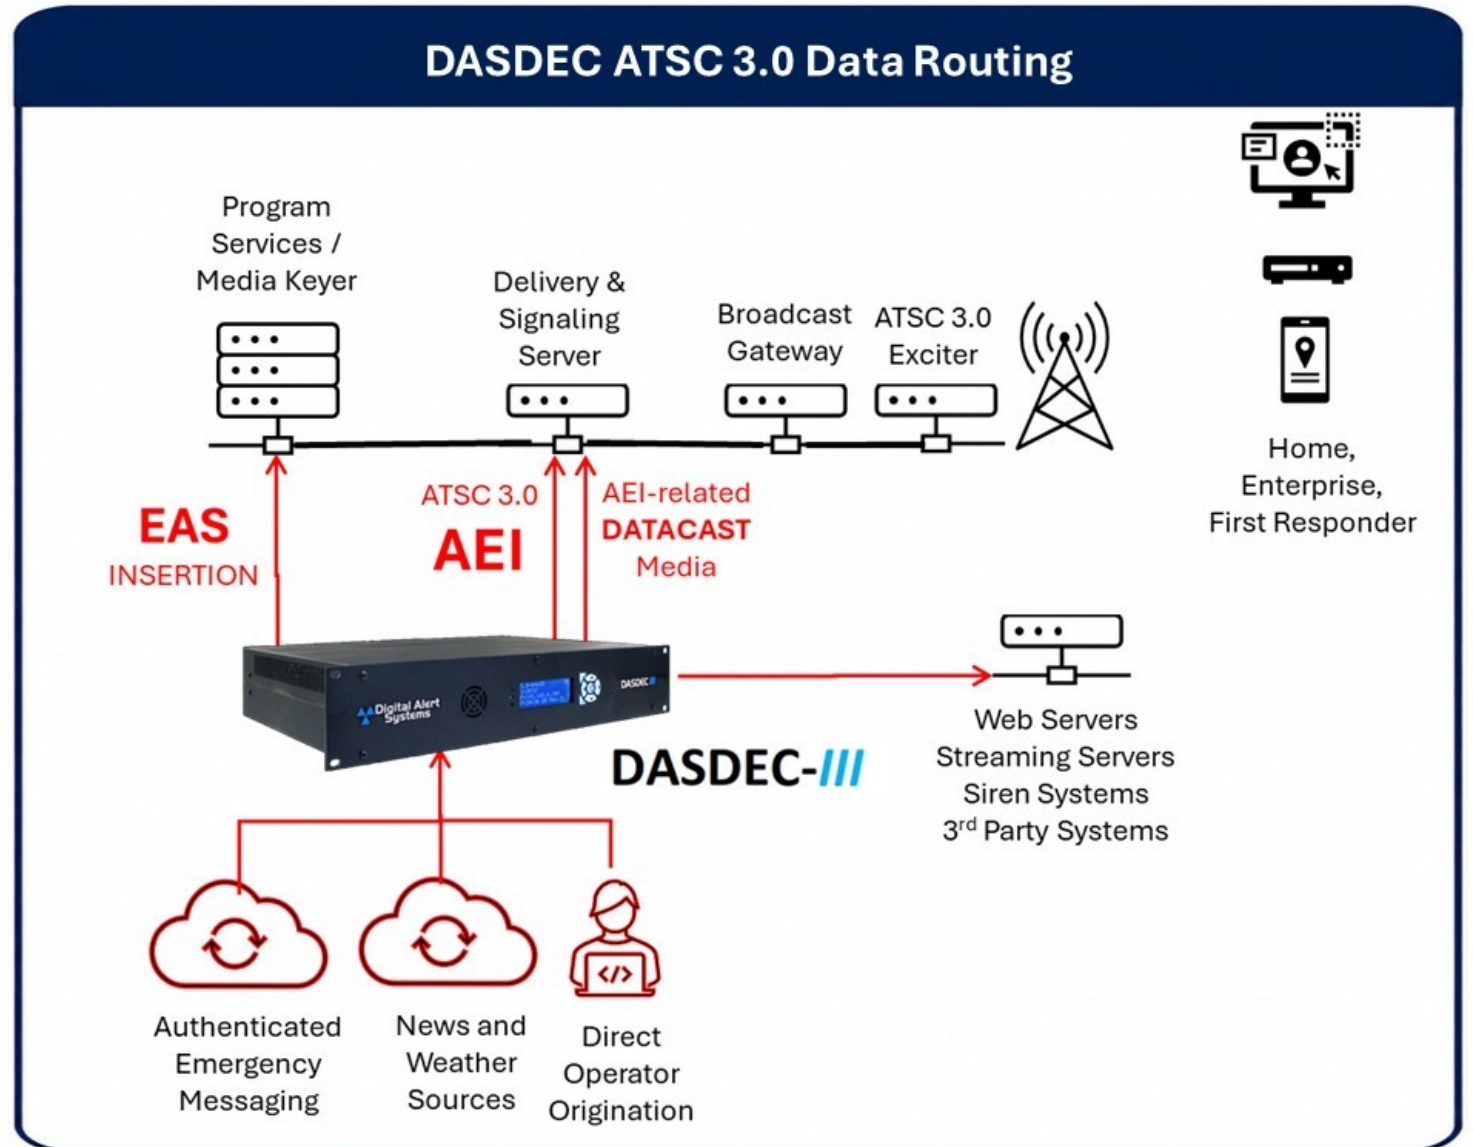 DASDEC ATSC 3.0 Data Routing
Program
Services /
Media Keyer
Delivery &
Signaling
Server
Broadcast
Gateway
ATSC 3.0
Exciter
Home,
Enterprise,
First Responder
EAS
INSERTION
ATSC 3.0
AEI
AEI-related
DATACAST
Media
Digital Alert
Systems
DASDEC///
DASDEC-///
Web Servers
Streaming Servers
Siren Systems
3rd Party Systems
</>
Authenticated
Emergency
Messaging
News and
Weather
Sources
Direct
Operator
Origination